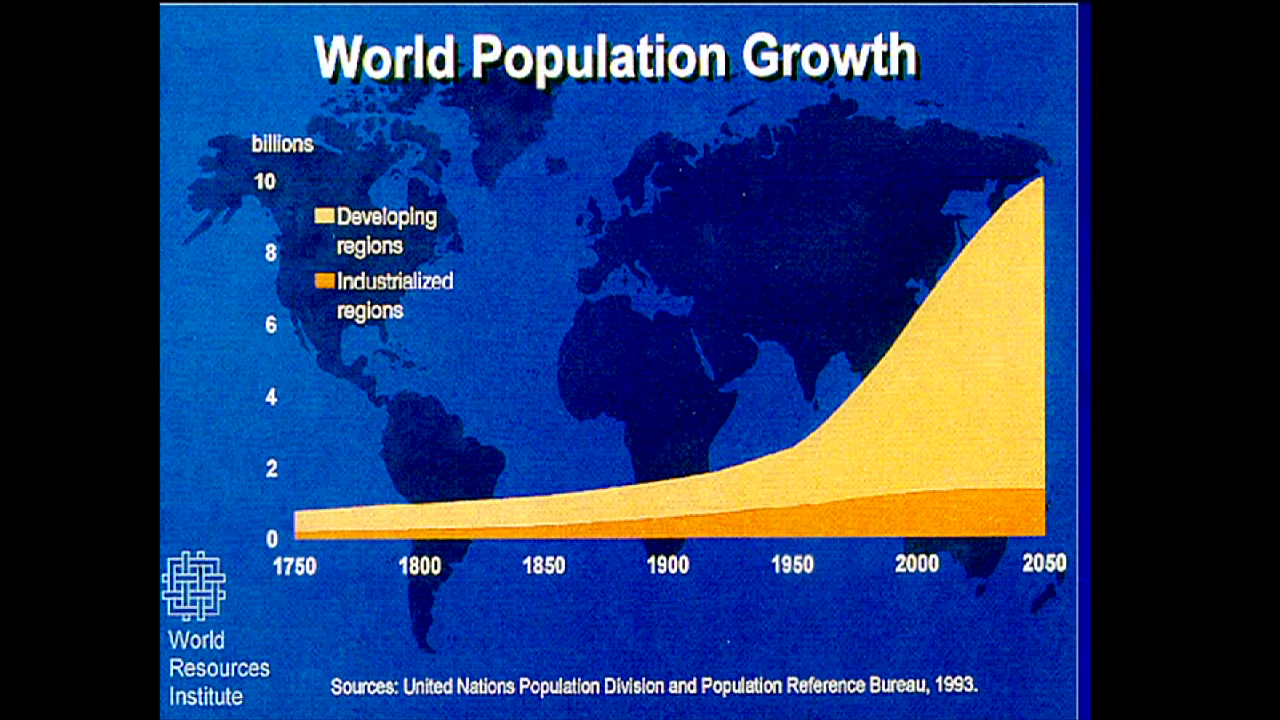 World Population Growth
billions
10
Developing
regions
8
Industrialized
regions
6
4
2
0
1750 1800 1850 1900 1950 2000 2050
World
Resources
Institute
Sources: United Nations Population Division and Population Reference Bureau, 1993.